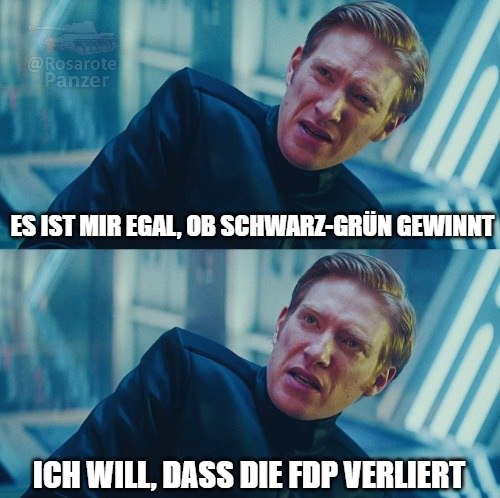 @Rosarote
Panzer
ES IST MIR EGAL, OB SCHWARZ-GRÜN GEWINNT
ICH WILL, DASS DIE FDP VERLIERT